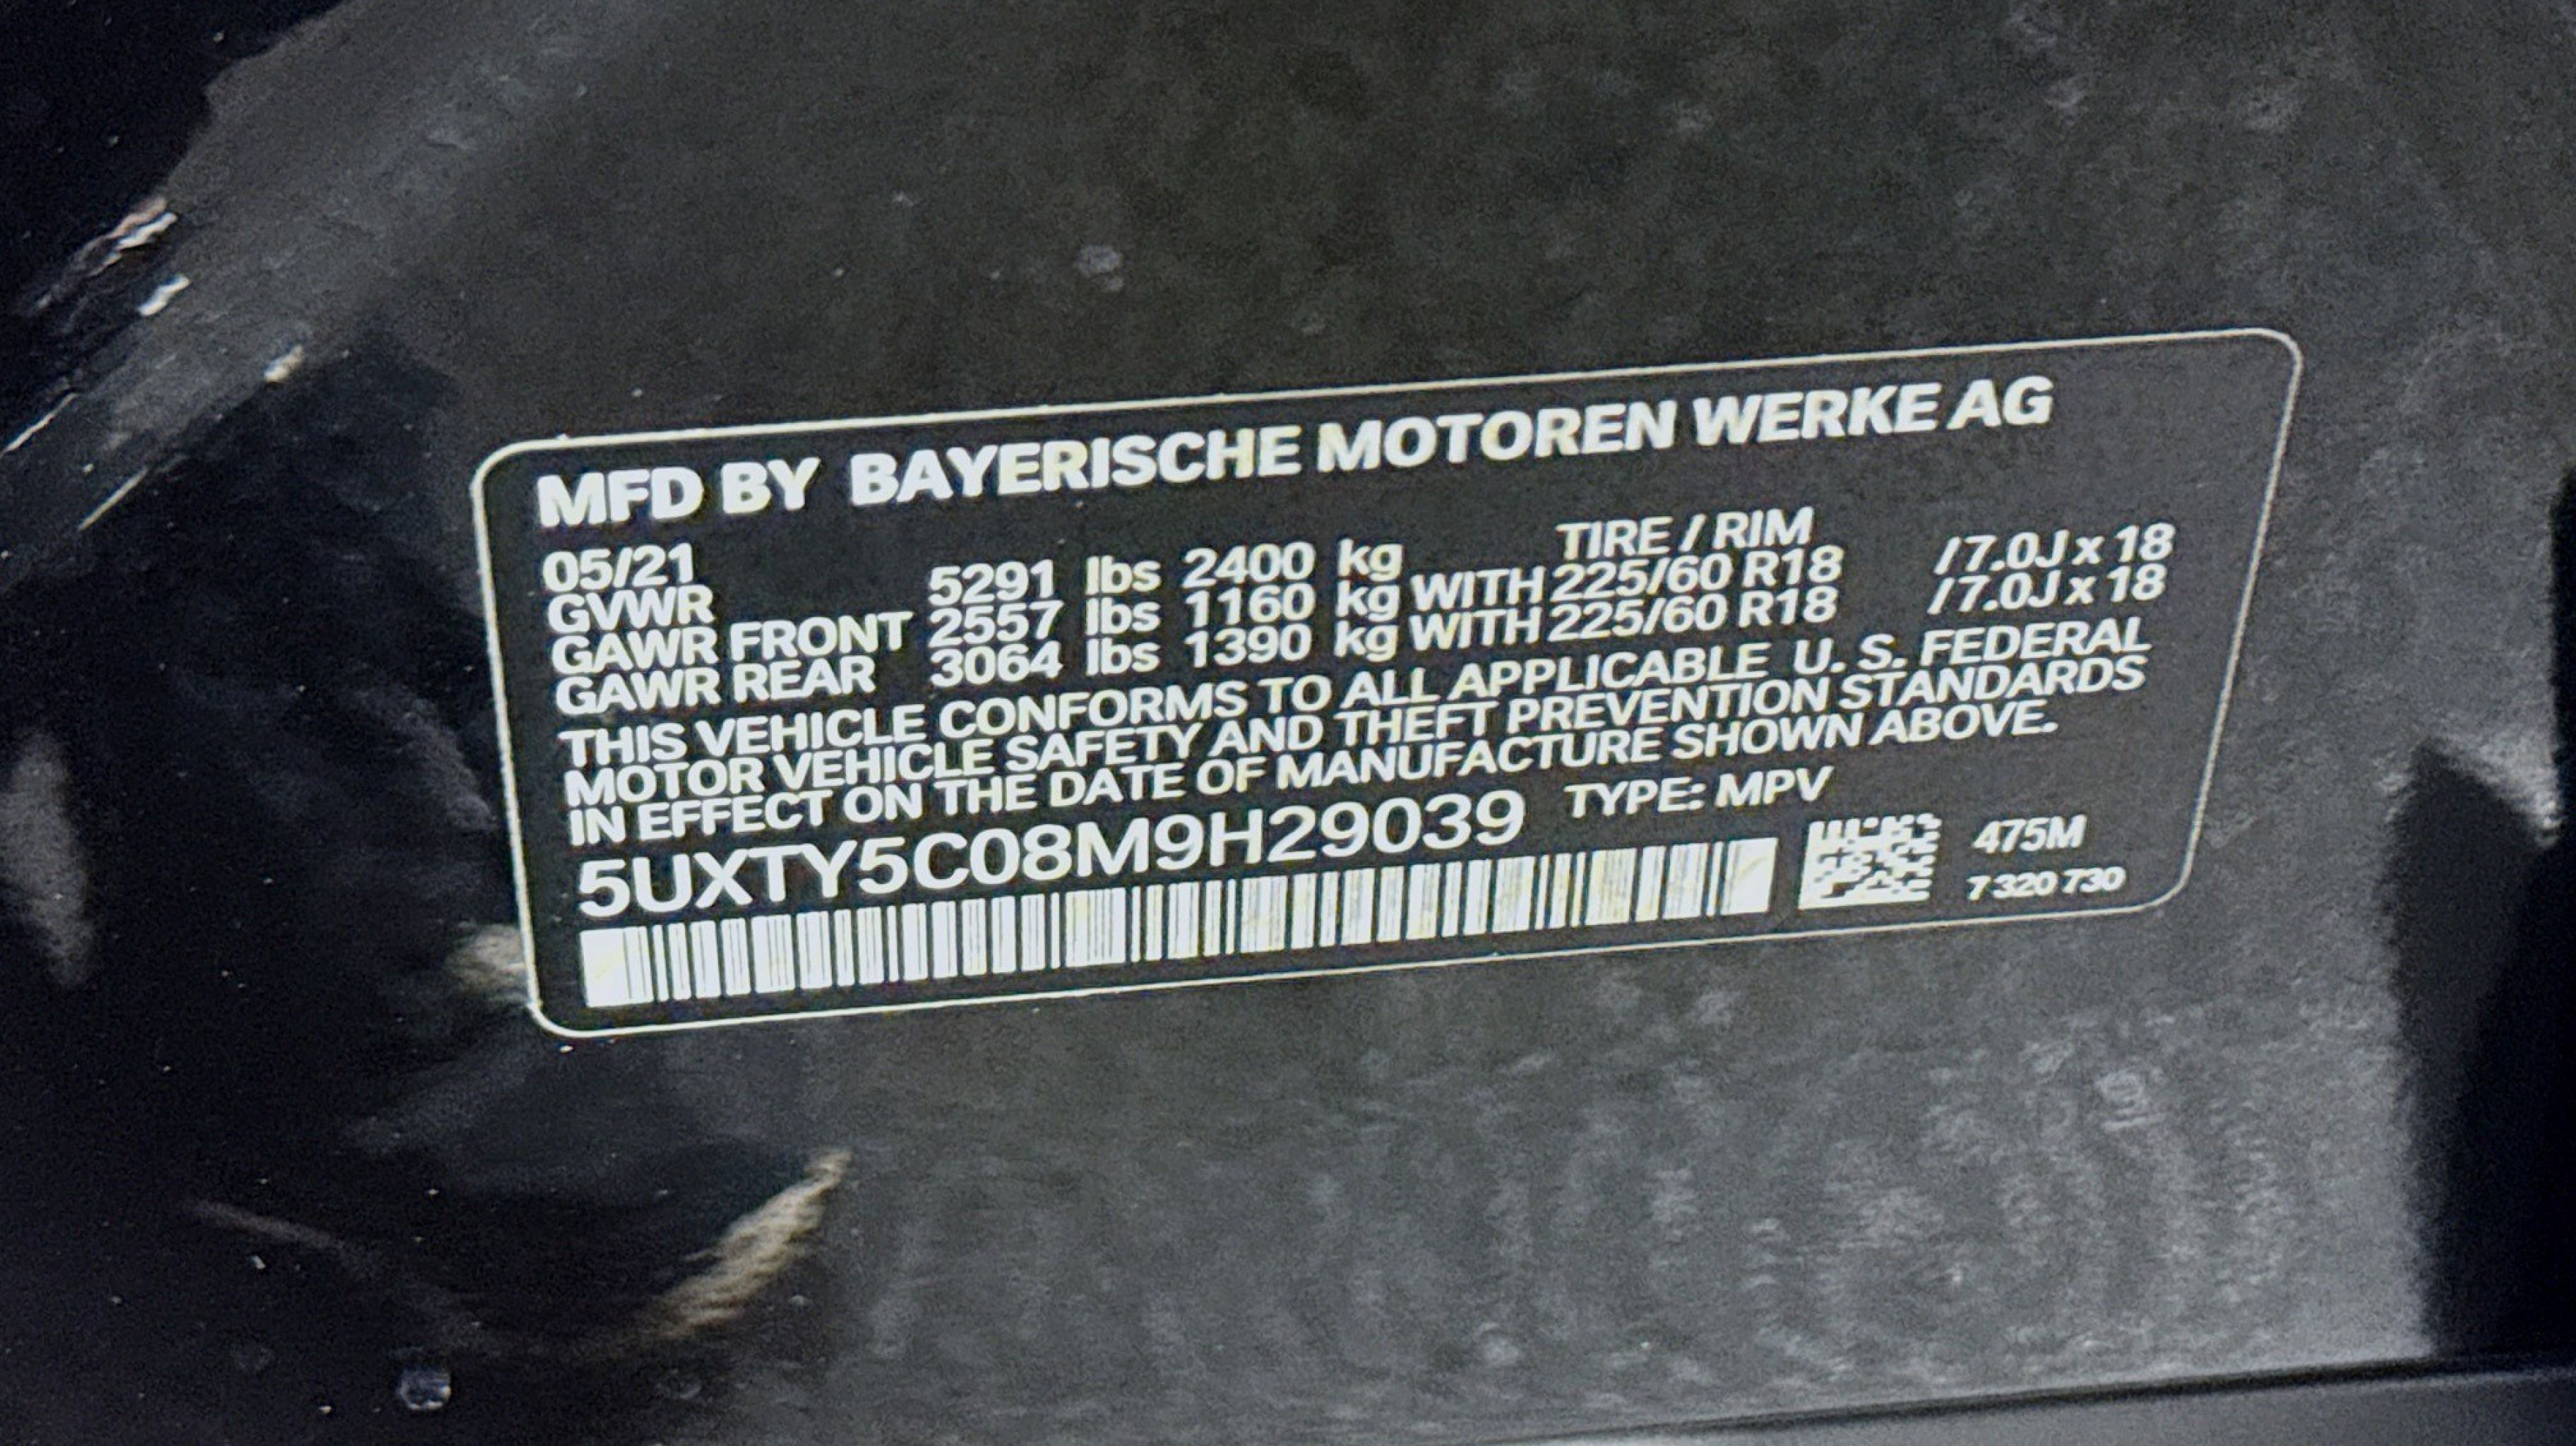 MFD BY BAYERISCHE MOTOREN WERKE AG
05/21 TIRE / RIM
GVWR 5291 lbs 2400 kg
GAWR FRONT 2557 lbs 1160 kg WITH 225/60 R18 /7.0J x 18
GAWR REAR 3064 lbs 1390 kg WITH 225/60 R18 /7.0J x 18
THIS VEHICLE CONFORMS TO ALL APPLICABLE U. S. FEDERAL
MOTOR VEHICLE SAFETY AND THEFT PREVENTION STANDARDS
IN EFFECT ON THE DATE OF MANUFACTURE SHOWN ABOVE.
5UXTY5C08M9H29039 TYPE: MPV
475M
7 320 730